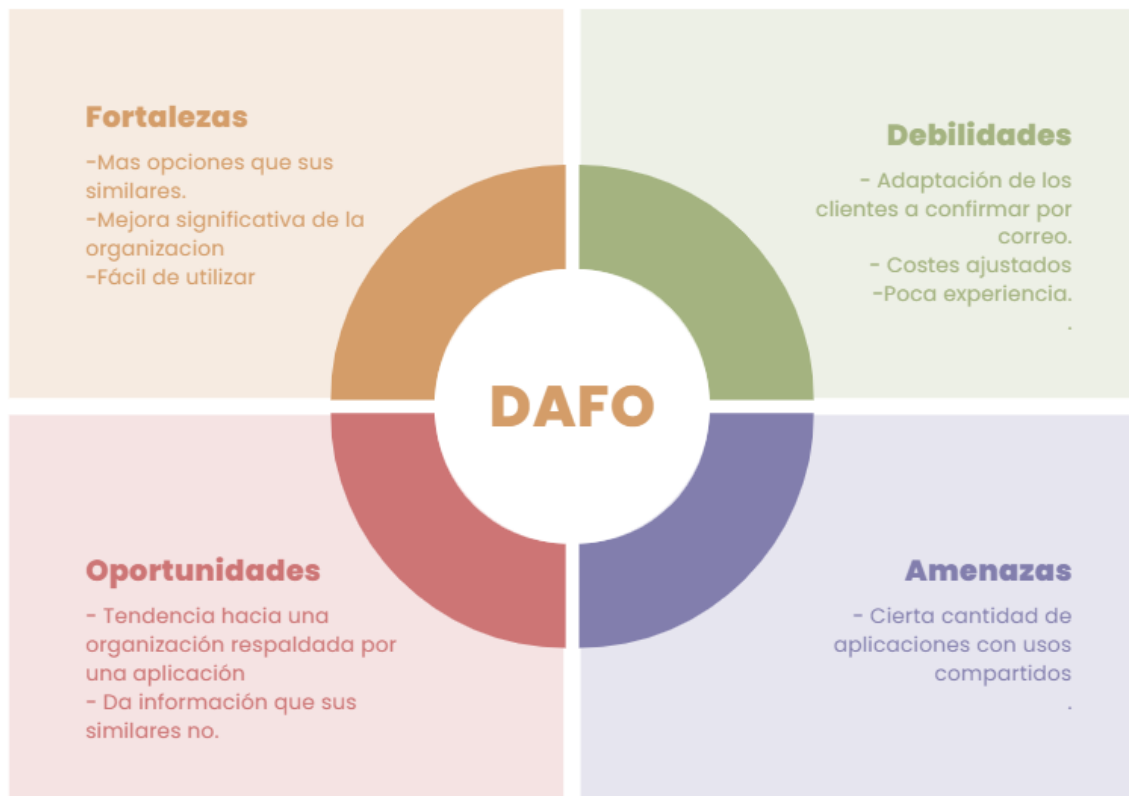 Fortalezas
-Mas opciones que sus
similares.
-Mejora significativa de la
organizacion
-Fácil de utilizar
Debilidades
- Adaptación de los
clientes a confirmar por
correo.
- Costes ajustados
-Poca experiencia.
.
DAFO
Oportunidades
- Tendencia hacia una
organización respaldada por
una aplicación
- Da información que sus
similares no.
Amenazas
- Cierta cantidad de
aplicaciones con usos
compartidos
.